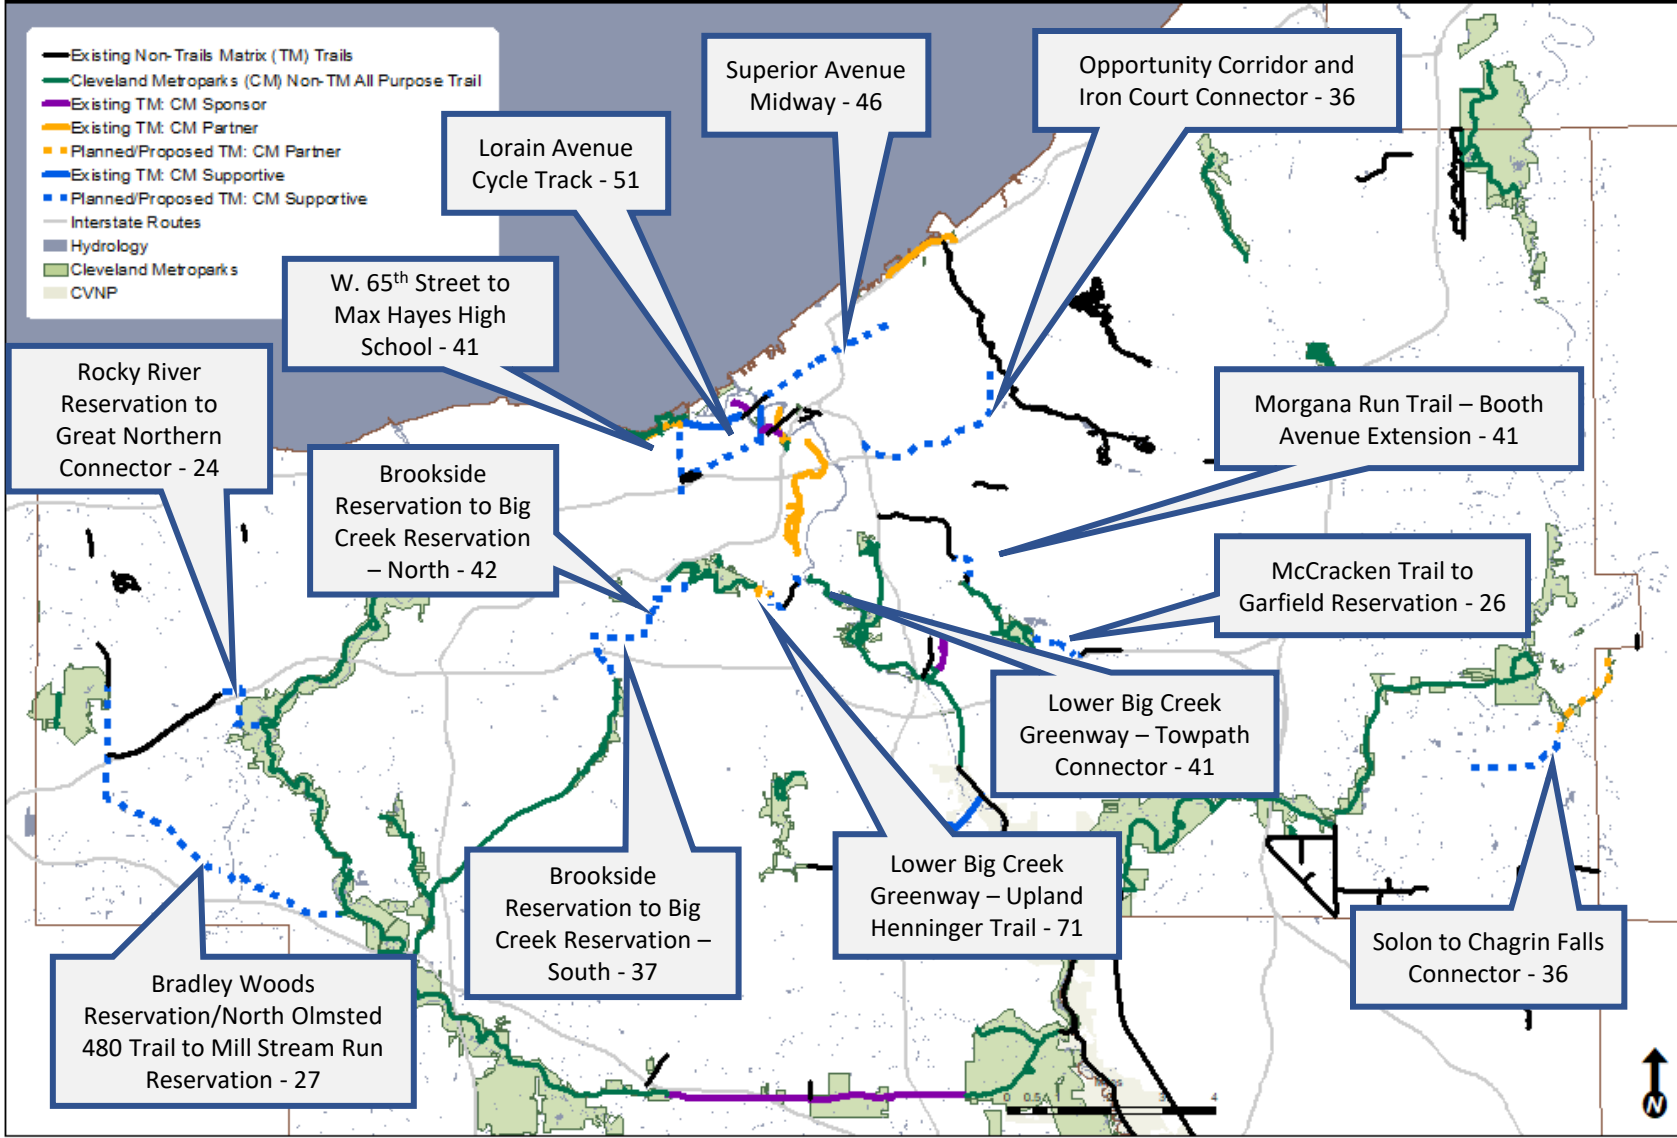 Existing Non-Trails Matrix (TM) Trails
Cleveland Metroparks (CM) Non-TM All Purpose Trail
Existing TM: CM Sponsor
Existing TM: CM Partner
Planned/Proposed TM: CM Partner
Existing TM: CM Supportive
Planned/Proposed TM: CM Supportive
Interstate Routes
Hydrology
Cleveland Metroparks
CVNP
Superior Avenue
Midway - 46
Opportunity Corridor and
Iron Court Connector - 36
Lorain Avenue
Cycle Track - 51
W. 65th Street to
Max Hayes High
School - 41
Rocky River
Reservation to
Great Northern
Connector - 24
Morgana Run Trail – Booth
Avenue Extension - 41
Brookside
Reservation to Big
Creek Reservation
– North - 42
McCracken Trail to
Garfield Reservation - 26
Lower Big Creek
Greenway – Towpath
Connector - 41
Lower Big Creek
Greenway – Upland
Henninger Trail - 71
Brookside
Reservation to Big
Creek Reservation –
South - 37
Solon to Chagrin Falls
Connector - 36
Bradley Woods
Reservation/North Olmsted
480 Trail to Mill Stream Run
Reservation - 27
0 0.5 1 2 3 4
N